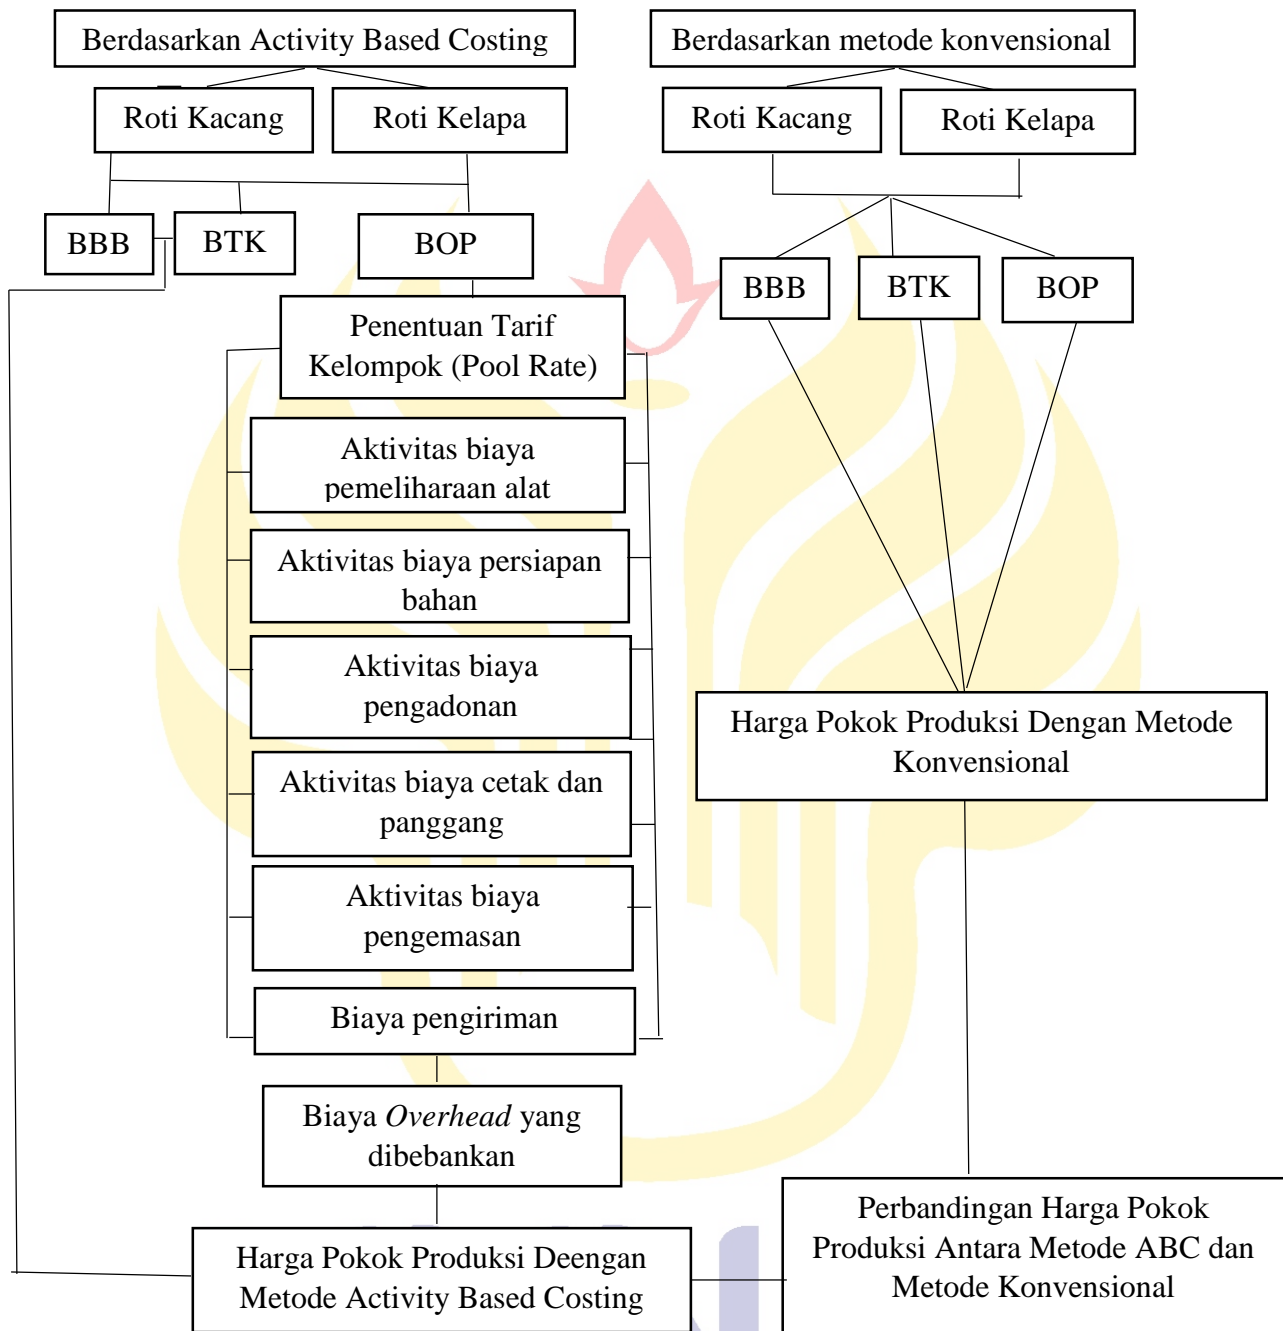 Berdasarkan Activity Based Costing
Roti Kacang
Roti Kelapa
BBB
BTK
BOP
Penentuan Tarif
Kelompok (Pool Rate)
Aktivitas biaya
pemeliharaan alat
Aktivitas biaya persiapan
bahan
Aktivitas biaya
pengadonan
Aktivitas biaya cetak dan
panggang
Aktivitas biaya
pengemasan
Biaya pengiriman
Biaya Overhead yang
dibebankan
Harga Pokok Produksi Deengan
Metode Activity Based Costing
Berdasarkan metode konvensional
Roti Kacang
Roti Kelapa
BBB
BTK
BOP
Harga Pokok Produksi Dengan Metode
Konvensional
Perbandingan Harga Pokok
Produksi Antara Metode ABC dan
Metode Konvensional